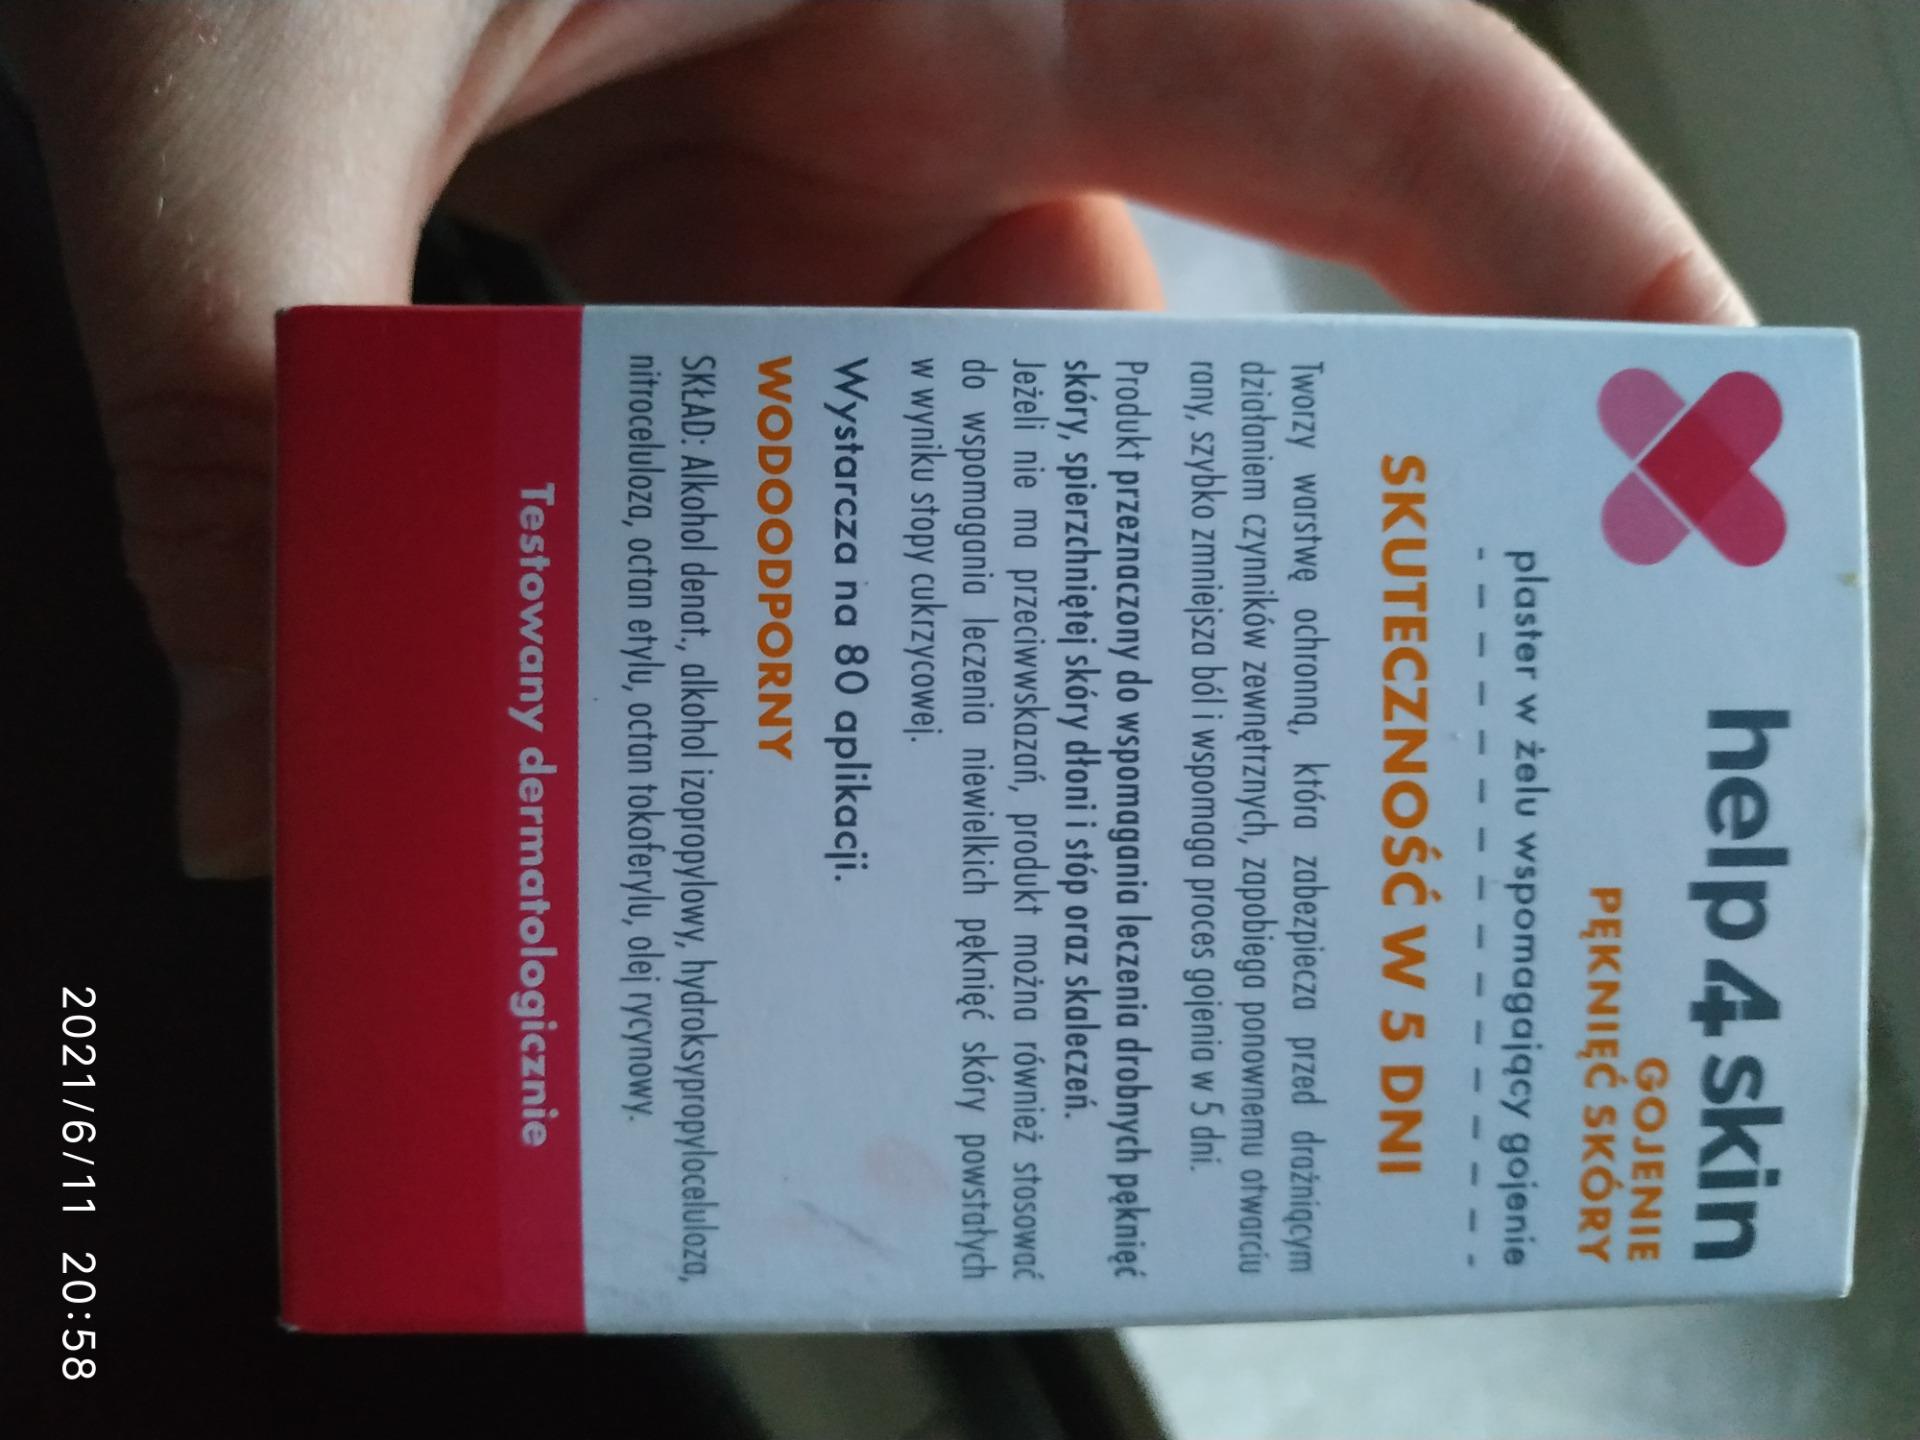 help4skin
GOJENIE
PĘKNIĘĆ SKÓRY
plaster w żelu wspomagający gojenie
SKUTECZNOŚĆ W 5 DNI
Tworzy warstwę ochronną, która zabezpiecza przed drażniącym
działaniem czynników zewnętrznych, zapobiega ponownemu otwarciu
rany, szybko zmniejsza ból i wspomaga proces gojenia w 5 dni.
Produkt przeznaczony do wspomagania leczenia drobnych pęknięć
skóry, spierzchniętej skóry dłoni i stóp oraz skaleczeń.
Jeżeli nie ma przeciwwskazań, produkt można również stosować
do wspomagania leczenia niewielkich pęknięć skóry powstałych
w wyniku stopy cukrzycowej.
Wystarcza na 80 aplikacji.
WODOODPORNY
SKŁAD: Alkohol denat., alkohol izopropylowy, hydroksypropyloceluloza,
nitroceluloza, octan etylu, octan tokoferylu, olej rycynowy.
Testowany dermatologicznie
2021/6/11 20:58